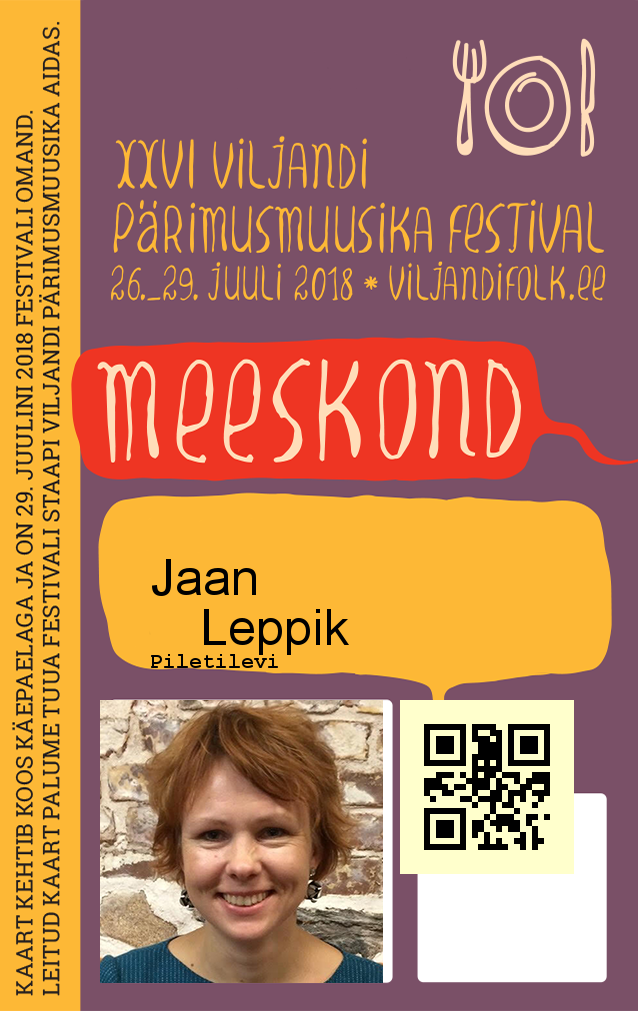 XXVI VILJANDI
PÄRIMUSMUUSIKA FESTIVAL
26.–29. JUULI 2018 * VILJANDIFOLK.EE
MEESKOND
Jaan
Leppik
Piletilevi
KAART KEHTIB KOOS KÄEPAELAGA JA ON 29. JUULINI 2018 FESTIVALI OMAND.
LEITUD KAART PALUME TUUA FESTIVALI STAAPI VILJANDI PÄRIMUSMUUSIKA AIDAS.